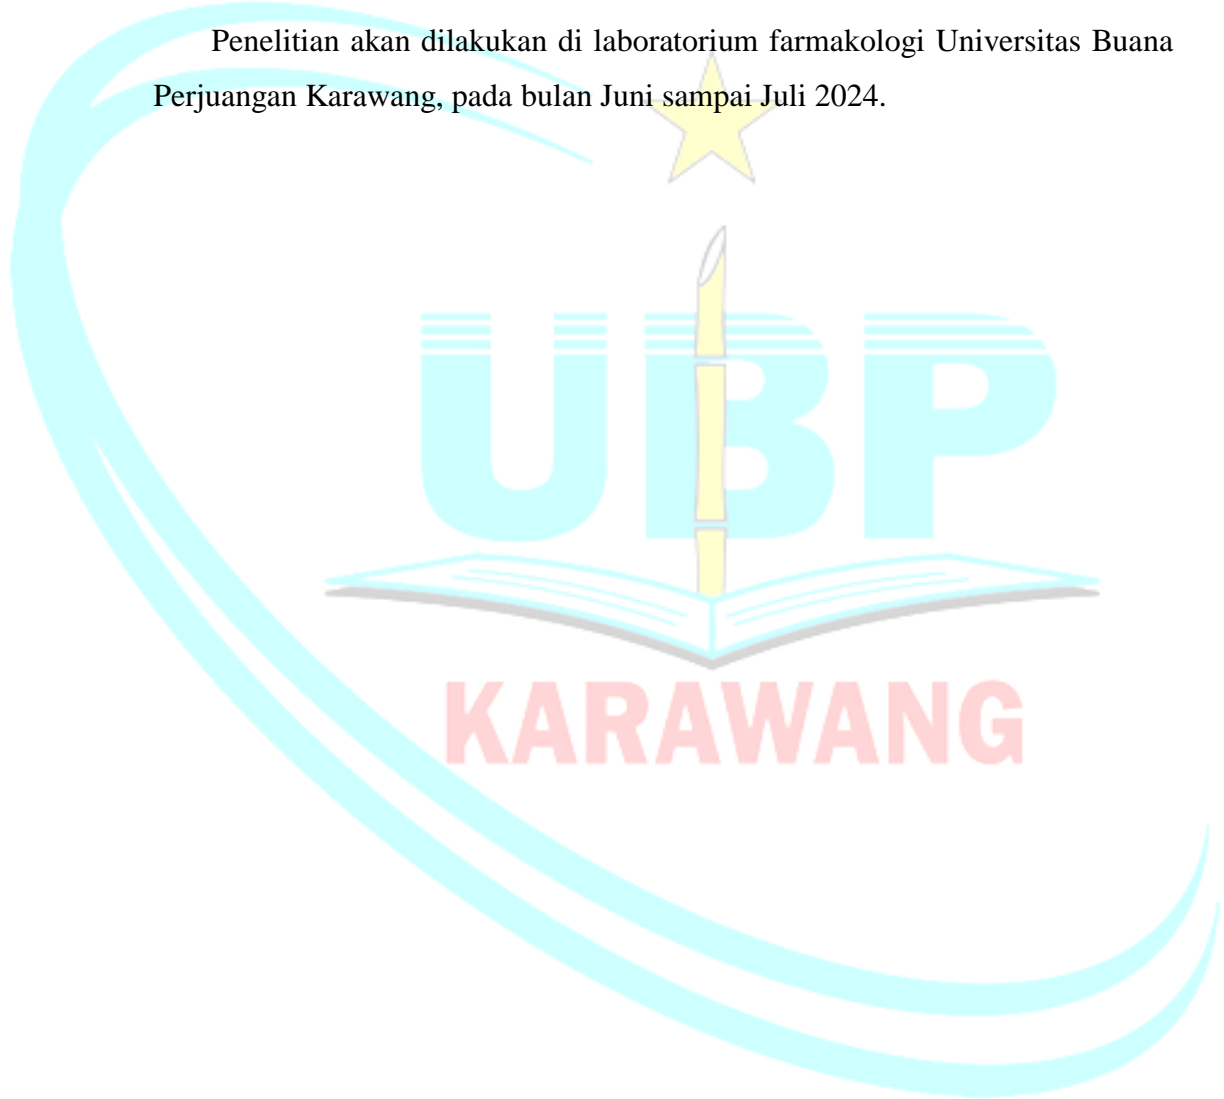 Penelitian akan dilakukan di laboratorium farmakologi Universitas Buana
Perjuangan Karawang, pada bulan Juni sampai Juli 2024.
UBP
KARAWANG